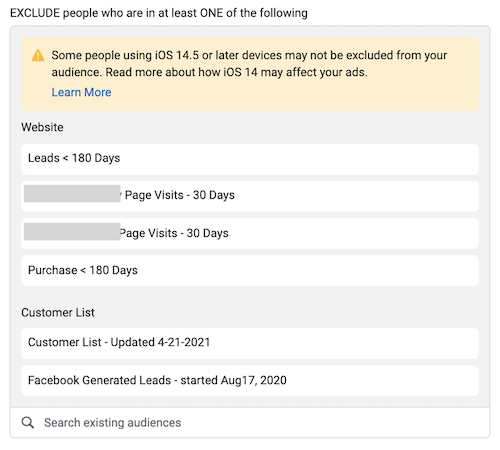 EXCLUDE people who are in at least ONE of the following
Some people using iOS 14.5 or later devices may not be excluded from your
audience. Read more about how iOS 14 may affect your ads.
Learn More
Website
Leads < 180 Days
Page Visits - 30 Days
Page Visits - 30 Days
Purchase < 180 Days
Customer List
Customer List - Updated 4-21-2021
Facebook Generated Leads - started Aug17, 2020
Search existing audiences